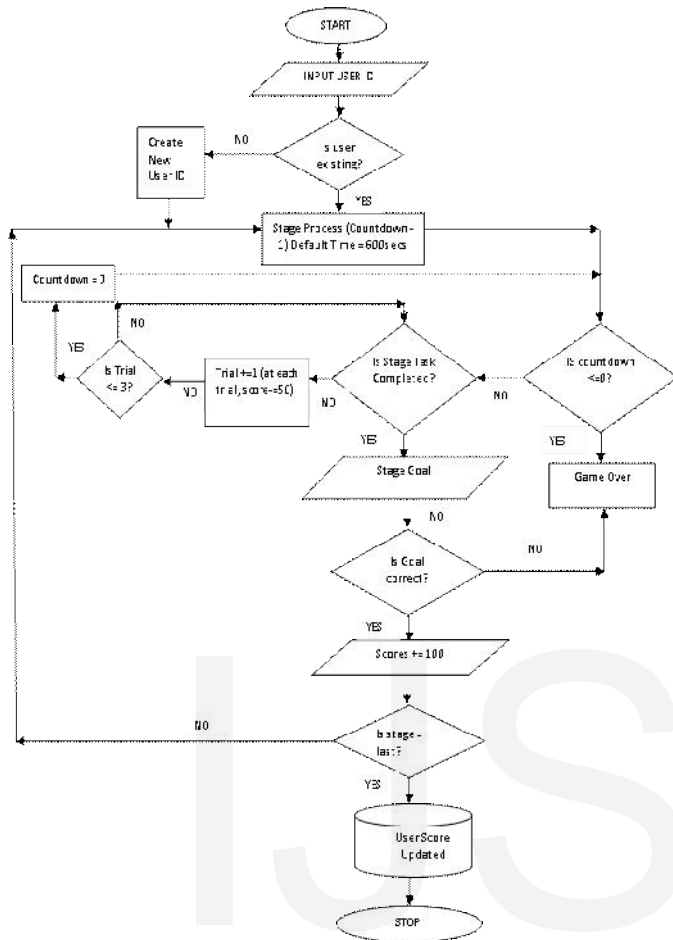 START
INPUT USER ID
Is user
existing?
NO
Create
New
User ID
YES
Stage Process (Countdown-
1) Default Time =600secs
Countdown = 0
NO
YES
Is Trial
<= 3?
NO
Trial +=1 (at each
trial, score-=50)
NO
Is Stage Task
Completed?
NO
IS countdown
<=0?
YES
YES
Stage Goal
Game Over
NO
NO
Is Goal
correct?
YES
Scores += 100
NO
Is stage =
last?
YES
UserScore
Updated
STOP
IJS